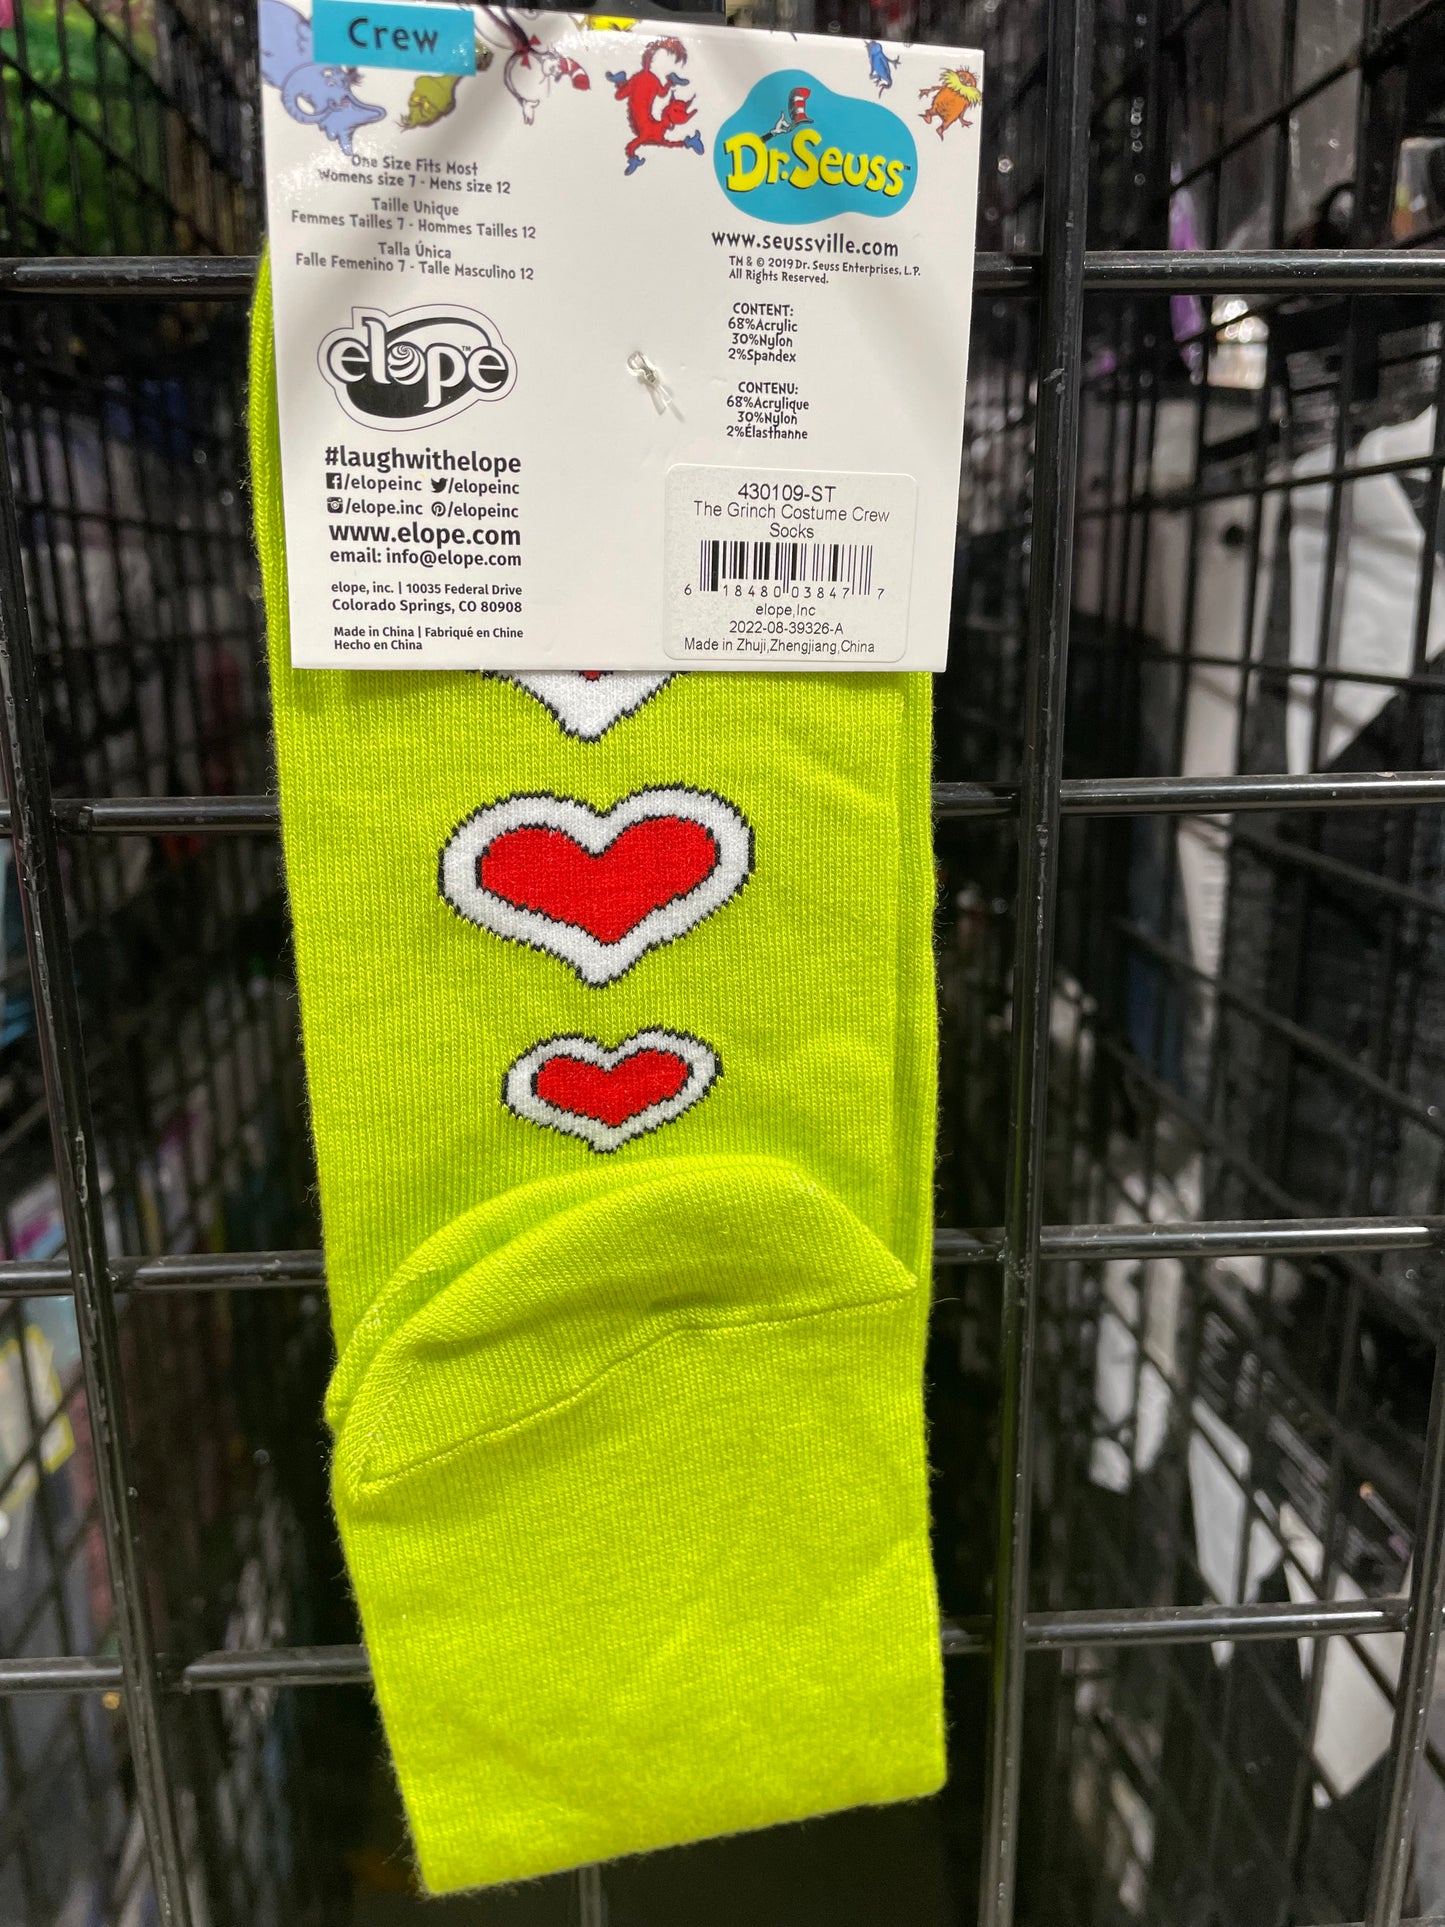 Crew
One Size Fits Most
Womens size 7 - Mens size 12
Taille Unique
Femmes Tailles 7 - Hommes Tailles 12
Talla Única
Falle Femenino 7 - Talle Masculino 12
elope™
#laughwithelope
/elopeinc /elopeinc
/elope.inc /elopeinc
www.elope.com
email: info@elope.com
elope, inc. | 10035 Federal Drive
Colorado Springs, CO 80908
Made in China | Fabriqué en Chine
Hecho en China
Dr. Seuss™
www.seussville.com
TM & © 2019 Dr. Seuss Enterprises, L.P.
All Rights Reserved.
CONTENT:
68%Acrylic
30%Nylon
2%Spandex
CONTENU:
68%Acrylique
30%Nylon
2%Élasthanne
430109-ST
The Grinch Costume Crew
Socks
6 18480 03847 7
elope,Inc
2022-08-39326-A
Made in Zhuji,Zhengjiang,China